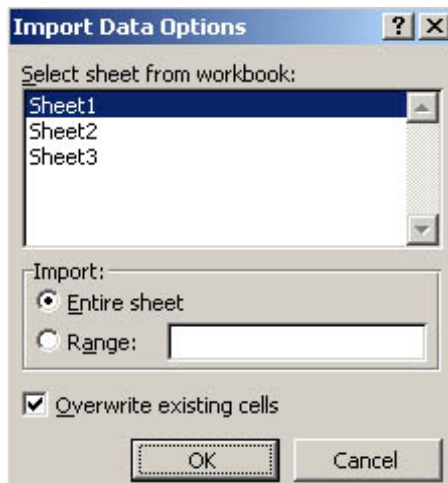 Import Data Options
Select sheet from workbook:
Sheet1
Sheet2
Sheet3
Import:
Entire sheet
Range:
Overwrite existing cells
OK Cancel